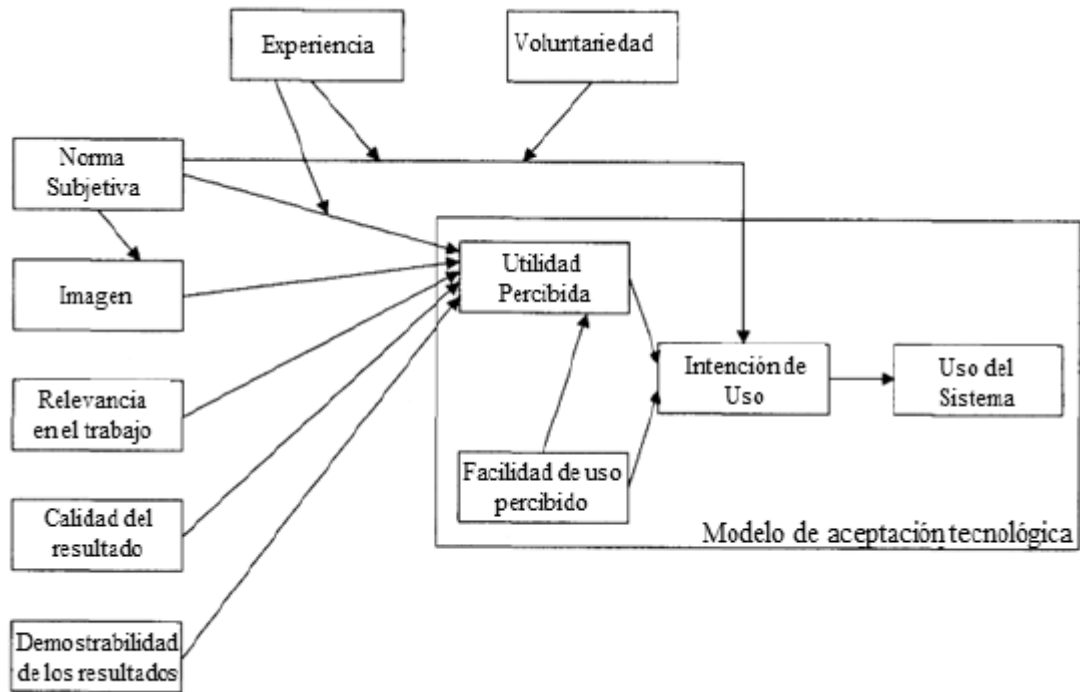 Experiencia
Voluntariedad
Norma
Subjetiva
Imagen
Relevancia
en el trabajo
Calidad del
resultado
Demostrabilidad
de los resultados
Utilidad
Percibida
Facilidad de uso
percibido
Intención de
Uso
Uso del
Sistema
Modelo de aceptación tecnológica